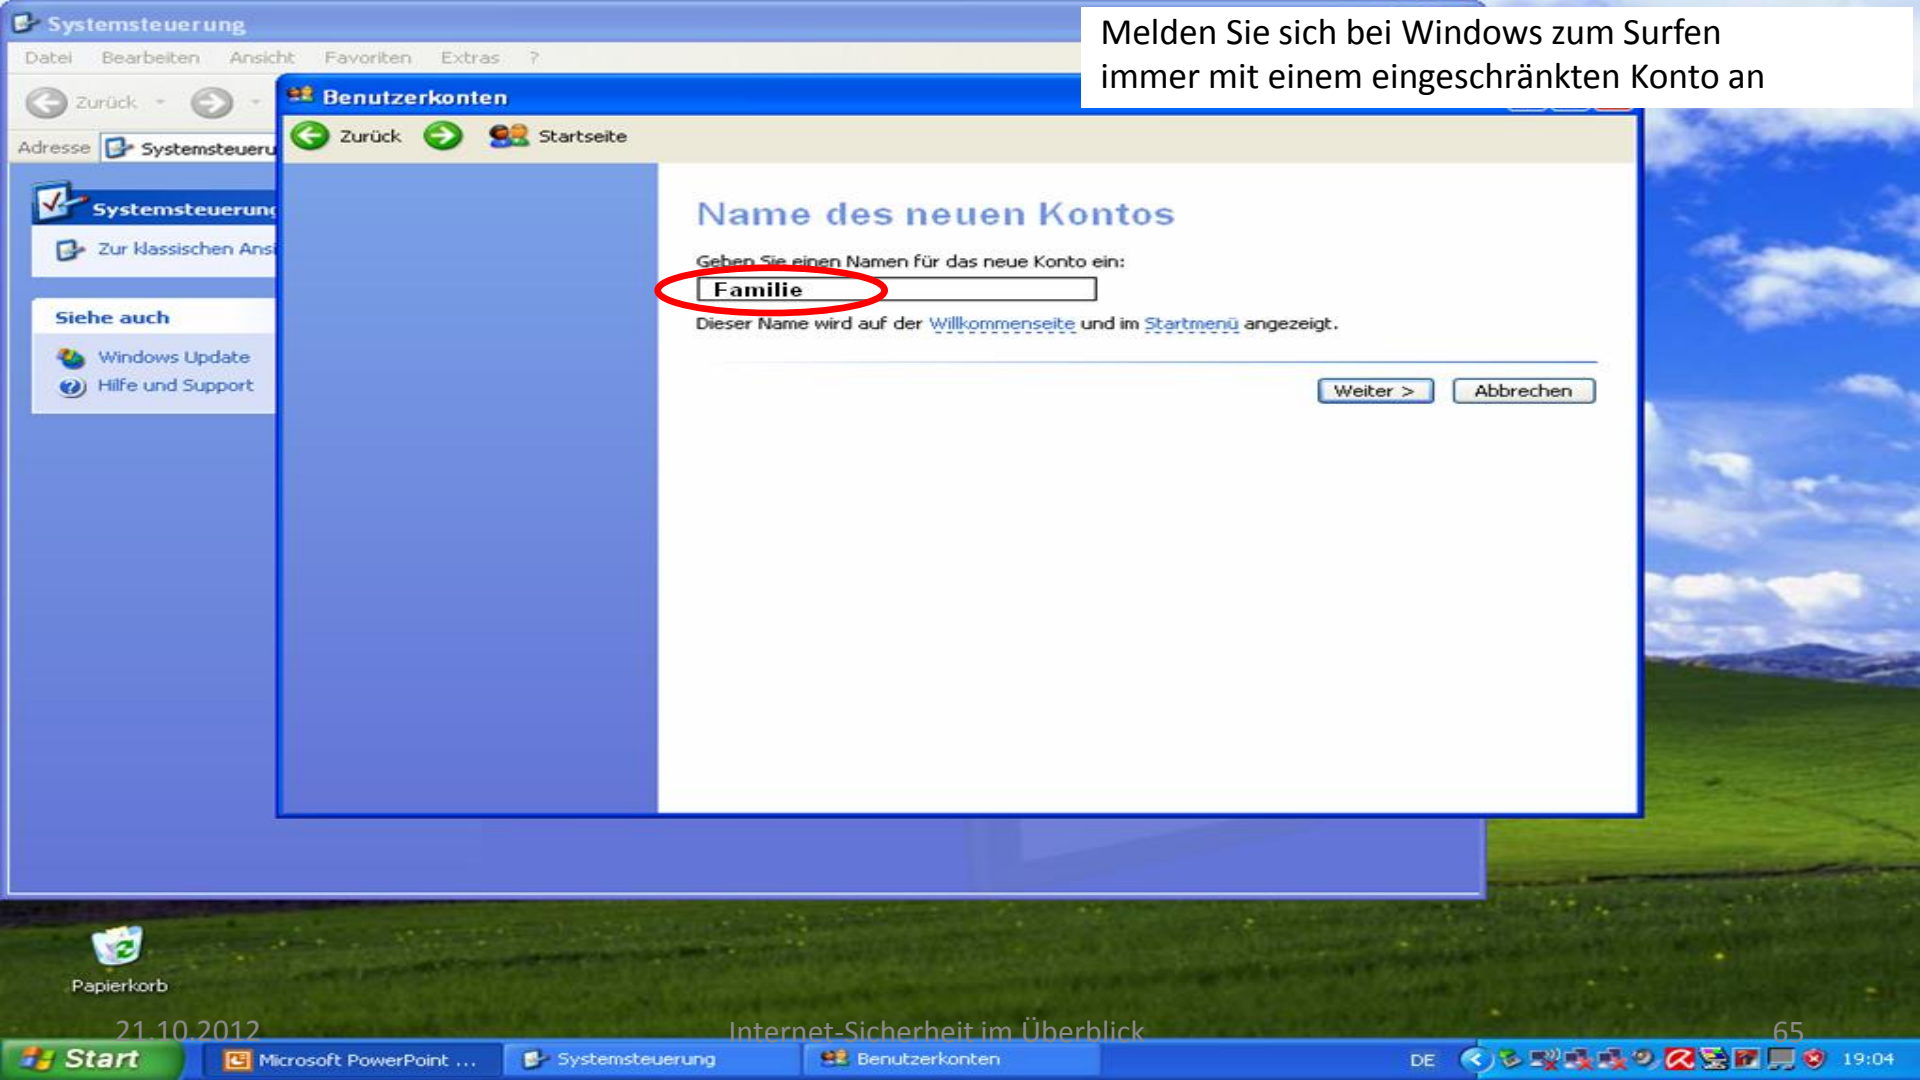 Systemsteuerung
Melden Sie sich bei Windows zum Surfen
immer mit einem eingeschränkten Konto an
Datei Bearbeiten Ansicht Favoriten Extras ?
Zurück
Benutzerkonten
Adresse Systemsteueru
Zurück Startseite
Systemsteuerung
Zur klassischen Ansi
Siehe auch
Windows Update
Hilfe und Support
Name des neuen Kontos
Geben Sie einen Namen für das neue Konto ein:
Familie
Dieser Name wird auf der Willkommenseite und im Startmenü angezeigt.
Weiter > Abbrechen
Papierkorb
21.10.2012 Internet-Sicherheit im Überblick 65
Start Microsoft PowerPoint ... Systemsteuerung Benutzerkonten DE 19:04